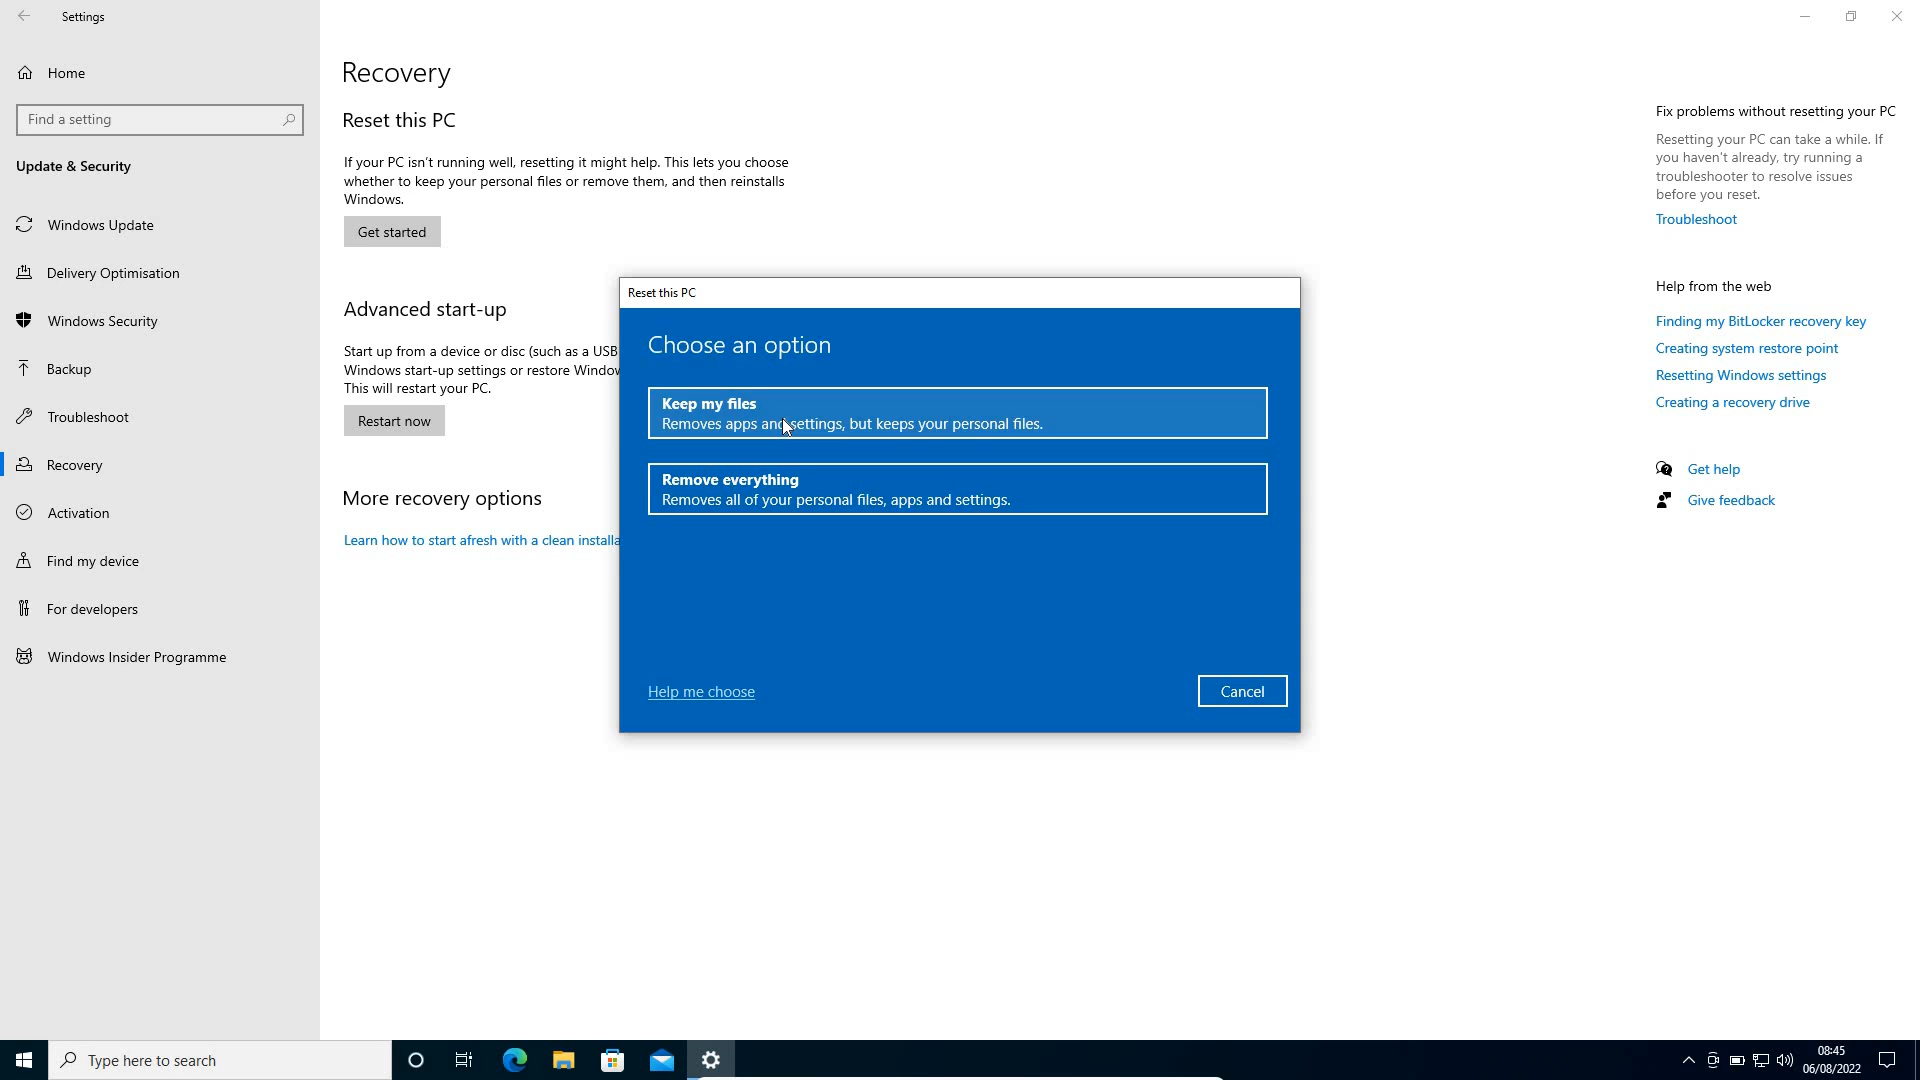 Settings
Home
Find a setting
Update & Security
Windows Update
Delivery Optimisation
Windows Security
Backup
Troubleshoot
Recovery
Activation
Find my device
For developers
Windows Insider Programme
Recovery
Reset this PC
If your PC isn't running well, resetting it might help. This lets you choose
whether to keep your personal files or remove them, and then reinstalls
Windows.
Get started
Advanced start-up
Start up from a device or disc (such as a USB
Windows start-up settings or restore Window
This will restart your PC.
Restart now
More recovery options
Learn how to start afresh with a clean installa
Reset this PC
Choose an option
Keep my files
Removes apps and settings, but keeps your personal files.
Remove everything
Removes all of your personal files, apps and settings.
Help me choose
Cancel
Fix problems without resetting your PC
Resetting your PC can take a while. If
you haven't already, try running a
troubleshooter to resolve issues
before you reset.
Troubleshoot
Help from the web
Finding my BitLocker recovery key
Creating system restore point
Resetting Windows settings
Creating a recovery drive
Get help
Give feedback
Type here to search
08:45
06/08/2022